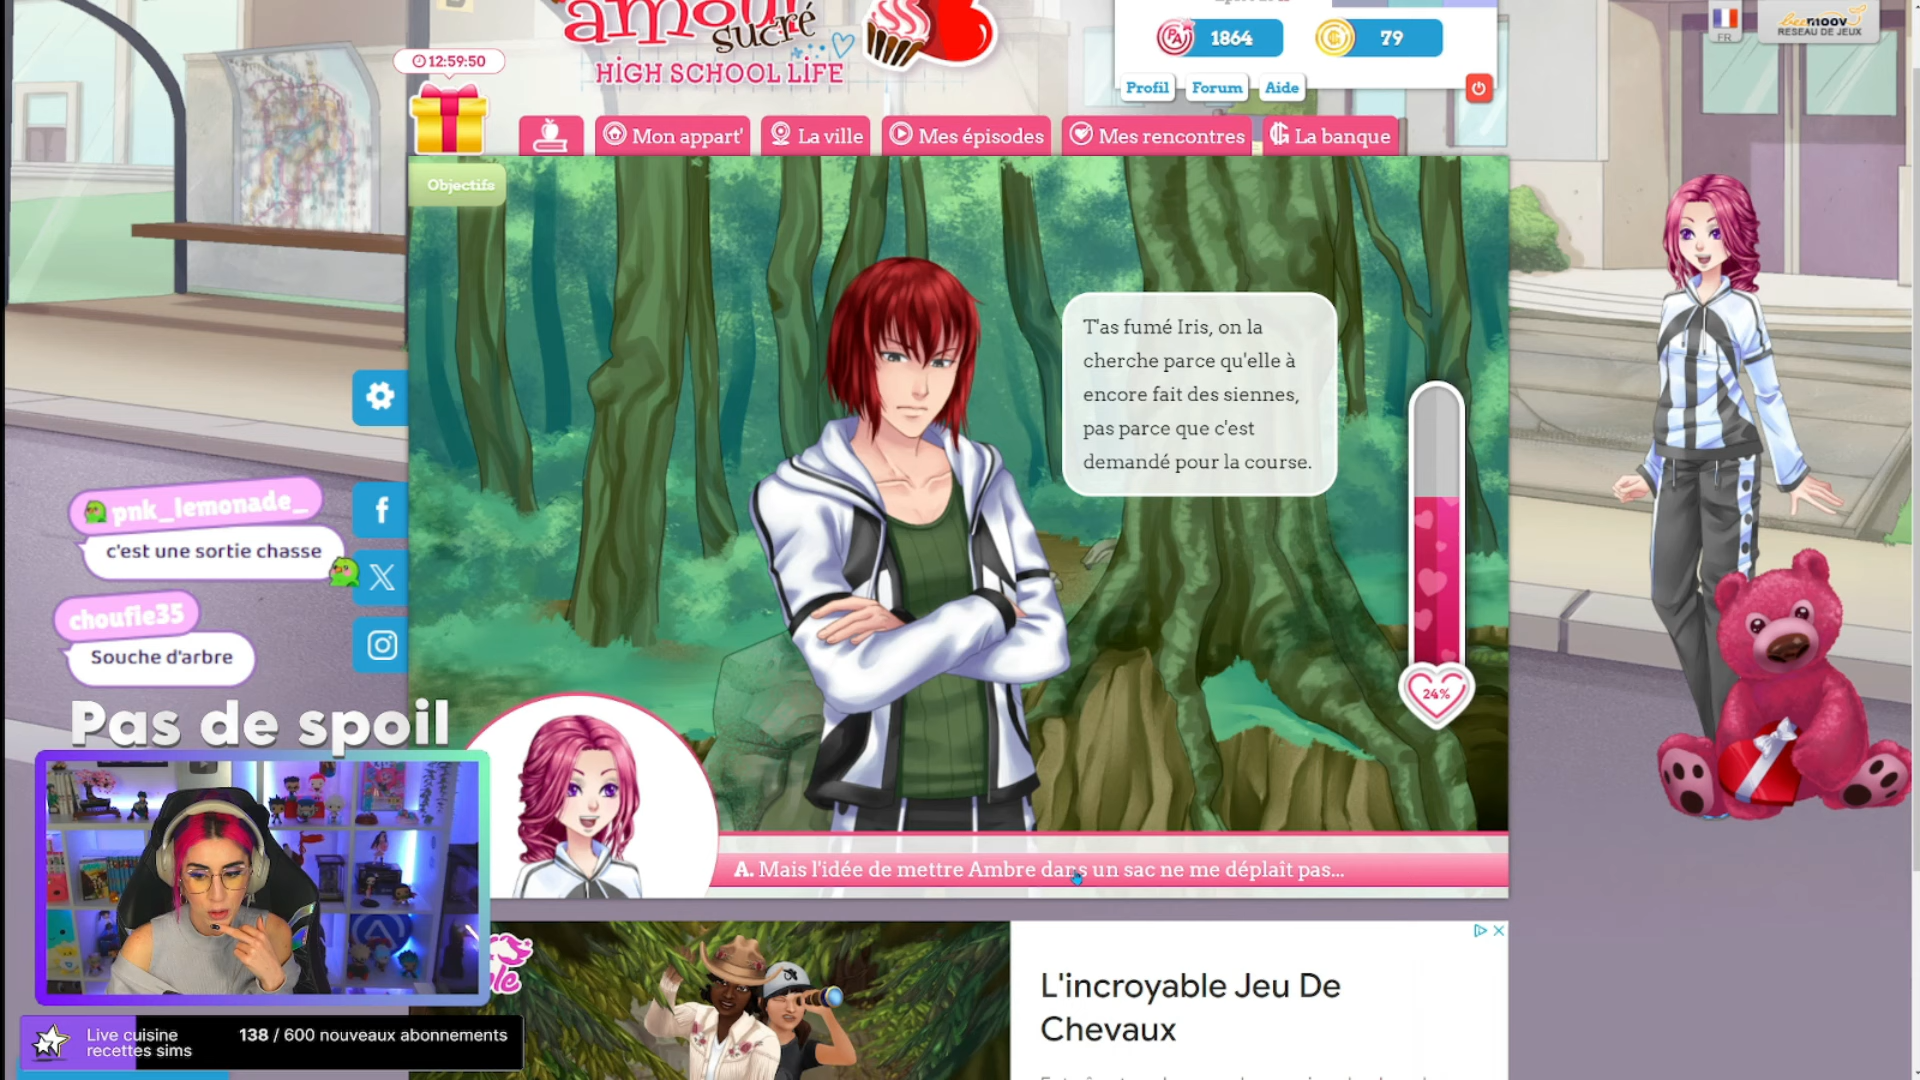 amour
sucré
HIGH SCHOOL LIFE
12:59:50
PA
1864
79
Profil
Forum
Aide
FR
beemoov
RESEAU DE JEUX
Mon appart'
La ville
Mes épisodes
Mes rencontres
La banque
Objectifs
T'as fumé Iris, on la
cherche parce qu'elle à
encore fait des siennes,
pas parce que c'est
demandé pour la course.
pnk_lemonade_
c'est une sortie chasse
choufie35
Souche d'arbre
Pas de spoil
24%
A. Mais l'idée de mettre Ambre dans un sac ne me déplaît pas...
L'incroyable Jeu De
Chevaux
Live cuisine
recettes sims
138 / 600 nouveaux abonnements